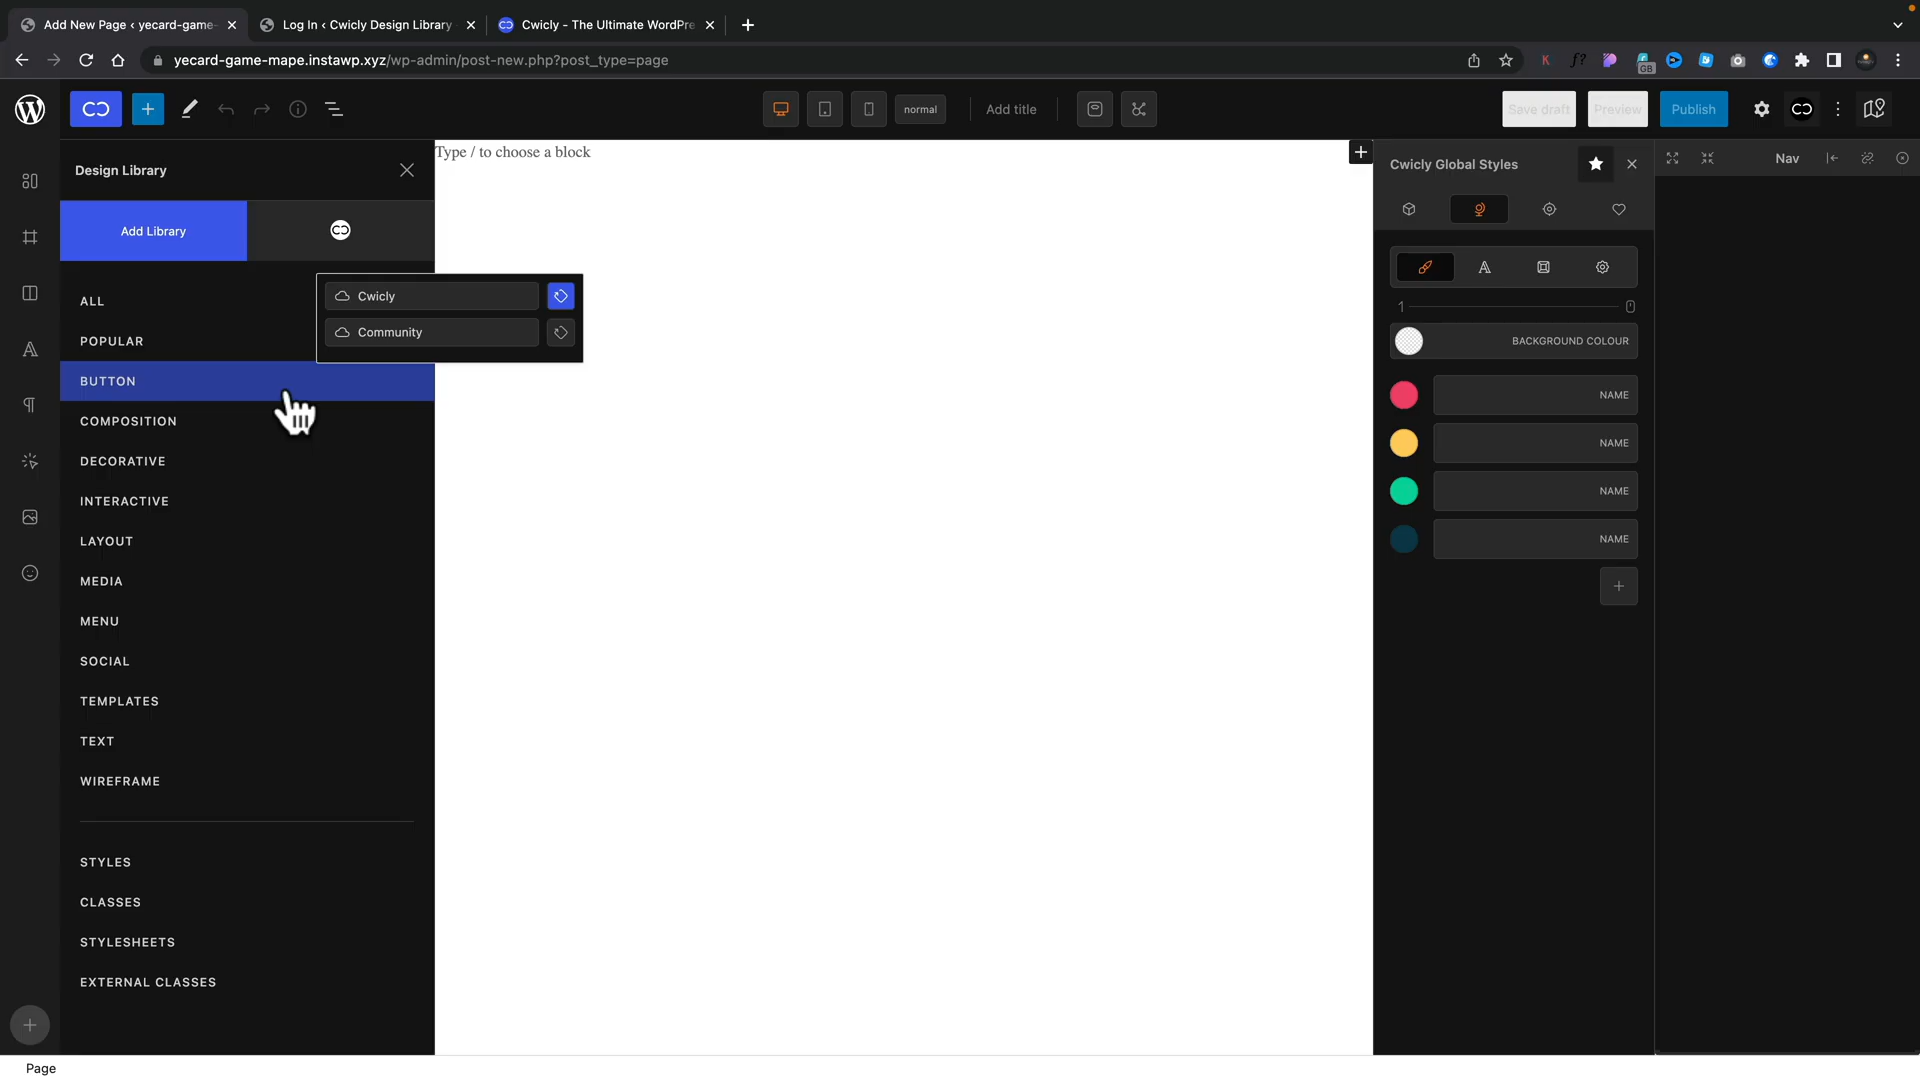 Add New Page ‹ yecard-game-
Log In ‹ Cwicly Design Library
Cwicly - The Ultimate WordPre
yecard-game-mape.instawp.xyz/wp-admin/post-new.php?post_type=page
K
f?
GB
normal
Add title
Save draft
Preview
Publish
Design Library
Add Library
ALL
POPULAR
BUTTON
COMPOSITION
DECORATIVE
INTERACTIVE
LAYOUT
MEDIA
MENU
SOCIAL
TEMPLATES
TEXT
WIREFRAME
STYLES
CLASSES
STYLESHEETS
EXTERNAL CLASSES
Cwicly
Community
Type / to choose a block
Cwicly Global Styles
1
BACKGROUND COLOUR
NAME
NAME
NAME
NAME
Nav
Page